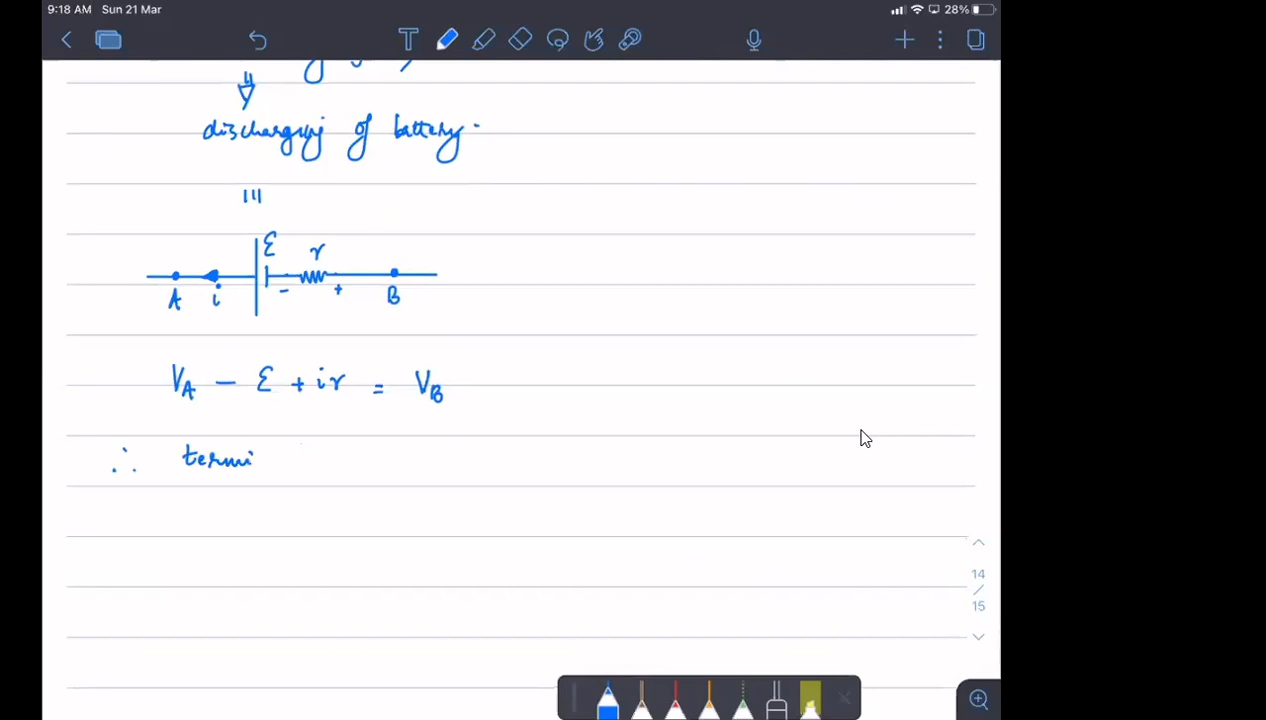 9:18 AM Sun 21 Mar
28%
T
discharging of battery.
ε
r
A i - + B
V_A - ε + ir = V_B
∴ termi
14
/
15